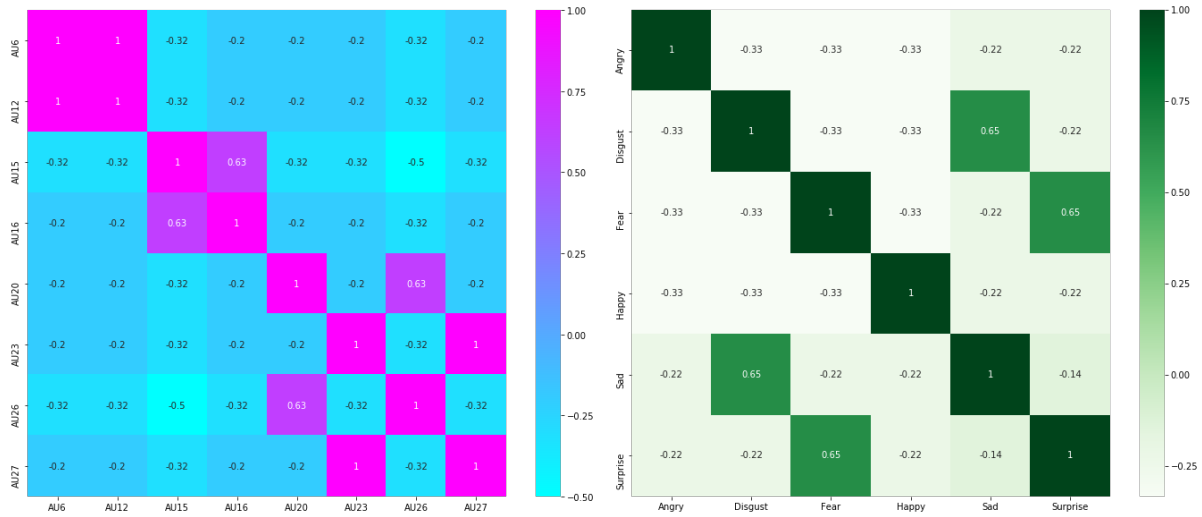 AU6 1 1 -0.32 -0.2 -0.2 -0.2 -0.32 -0.2
AU12 1 1 -0.32 -0.2 -0.2 -0.2 -0.32 -0.2
AU15 -0.32 -0.32 1 0.63 -0.32 -0.32 -0.5 -0.32
AU16 -0.2 -0.2 0.63 1 -0.2 -0.2 -0.32 -0.2
AU20 -0.2 -0.2 -0.32 -0.2 1 -0.2 0.63 -0.2
AU23 -0.2 -0.2 -0.32 -0.2 -0.2 1 -0.32 1
AU26 -0.32 -0.32 -0.5 -0.32 0.63 -0.32 1 -0.32
AU27 -0.2 -0.2 -0.32 -0.2 -0.2 1 -0.32 1
AU6 AU12 AU15 AU16 AU20 AU23 AU26 AU27
1.00
0.75
0.50
0.25
0.00
−0.25
−0.50
Angry 1 -0.33 -0.33 -0.33 -0.22 -0.22
Disgust -0.33 1 -0.33 -0.33 0.65 -0.22
Fear -0.33 -0.33 1 -0.33 -0.22 0.65
Happy -0.33 -0.33 -0.33 1 -0.22 -0.22
Sad -0.22 0.65 -0.22 -0.22 1 -0.14
Surprise -0.22 -0.22 0.65 -0.22 -0.14 1
Angry Disgust Fear Happy Sad Surprise
1.00
0.75
0.50
0.25
0.00
−0.25